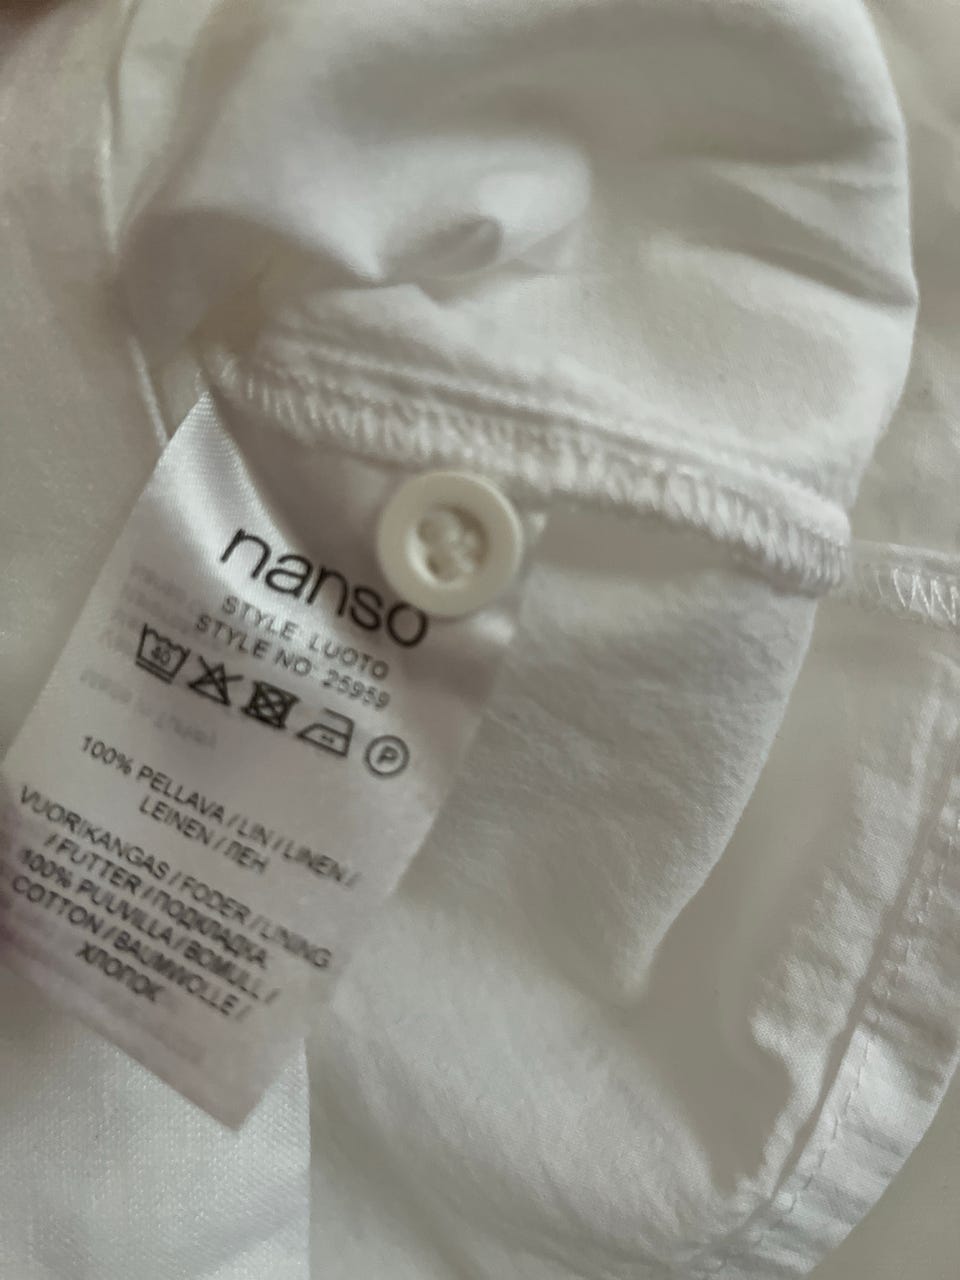 nanso
STYLE LUOTO
STYLE NO. 25959
40 P
100% PELLAVA / LIN / LINEN /
LEINEN / ЛЕН
VUORIKANGAS / FODER / LINING
/ FUTTER / ПОДКЛАДКА
100% PUUVILLA / BOMULL /
COTTON / BAUMWOLLE /
ХЛОПОК